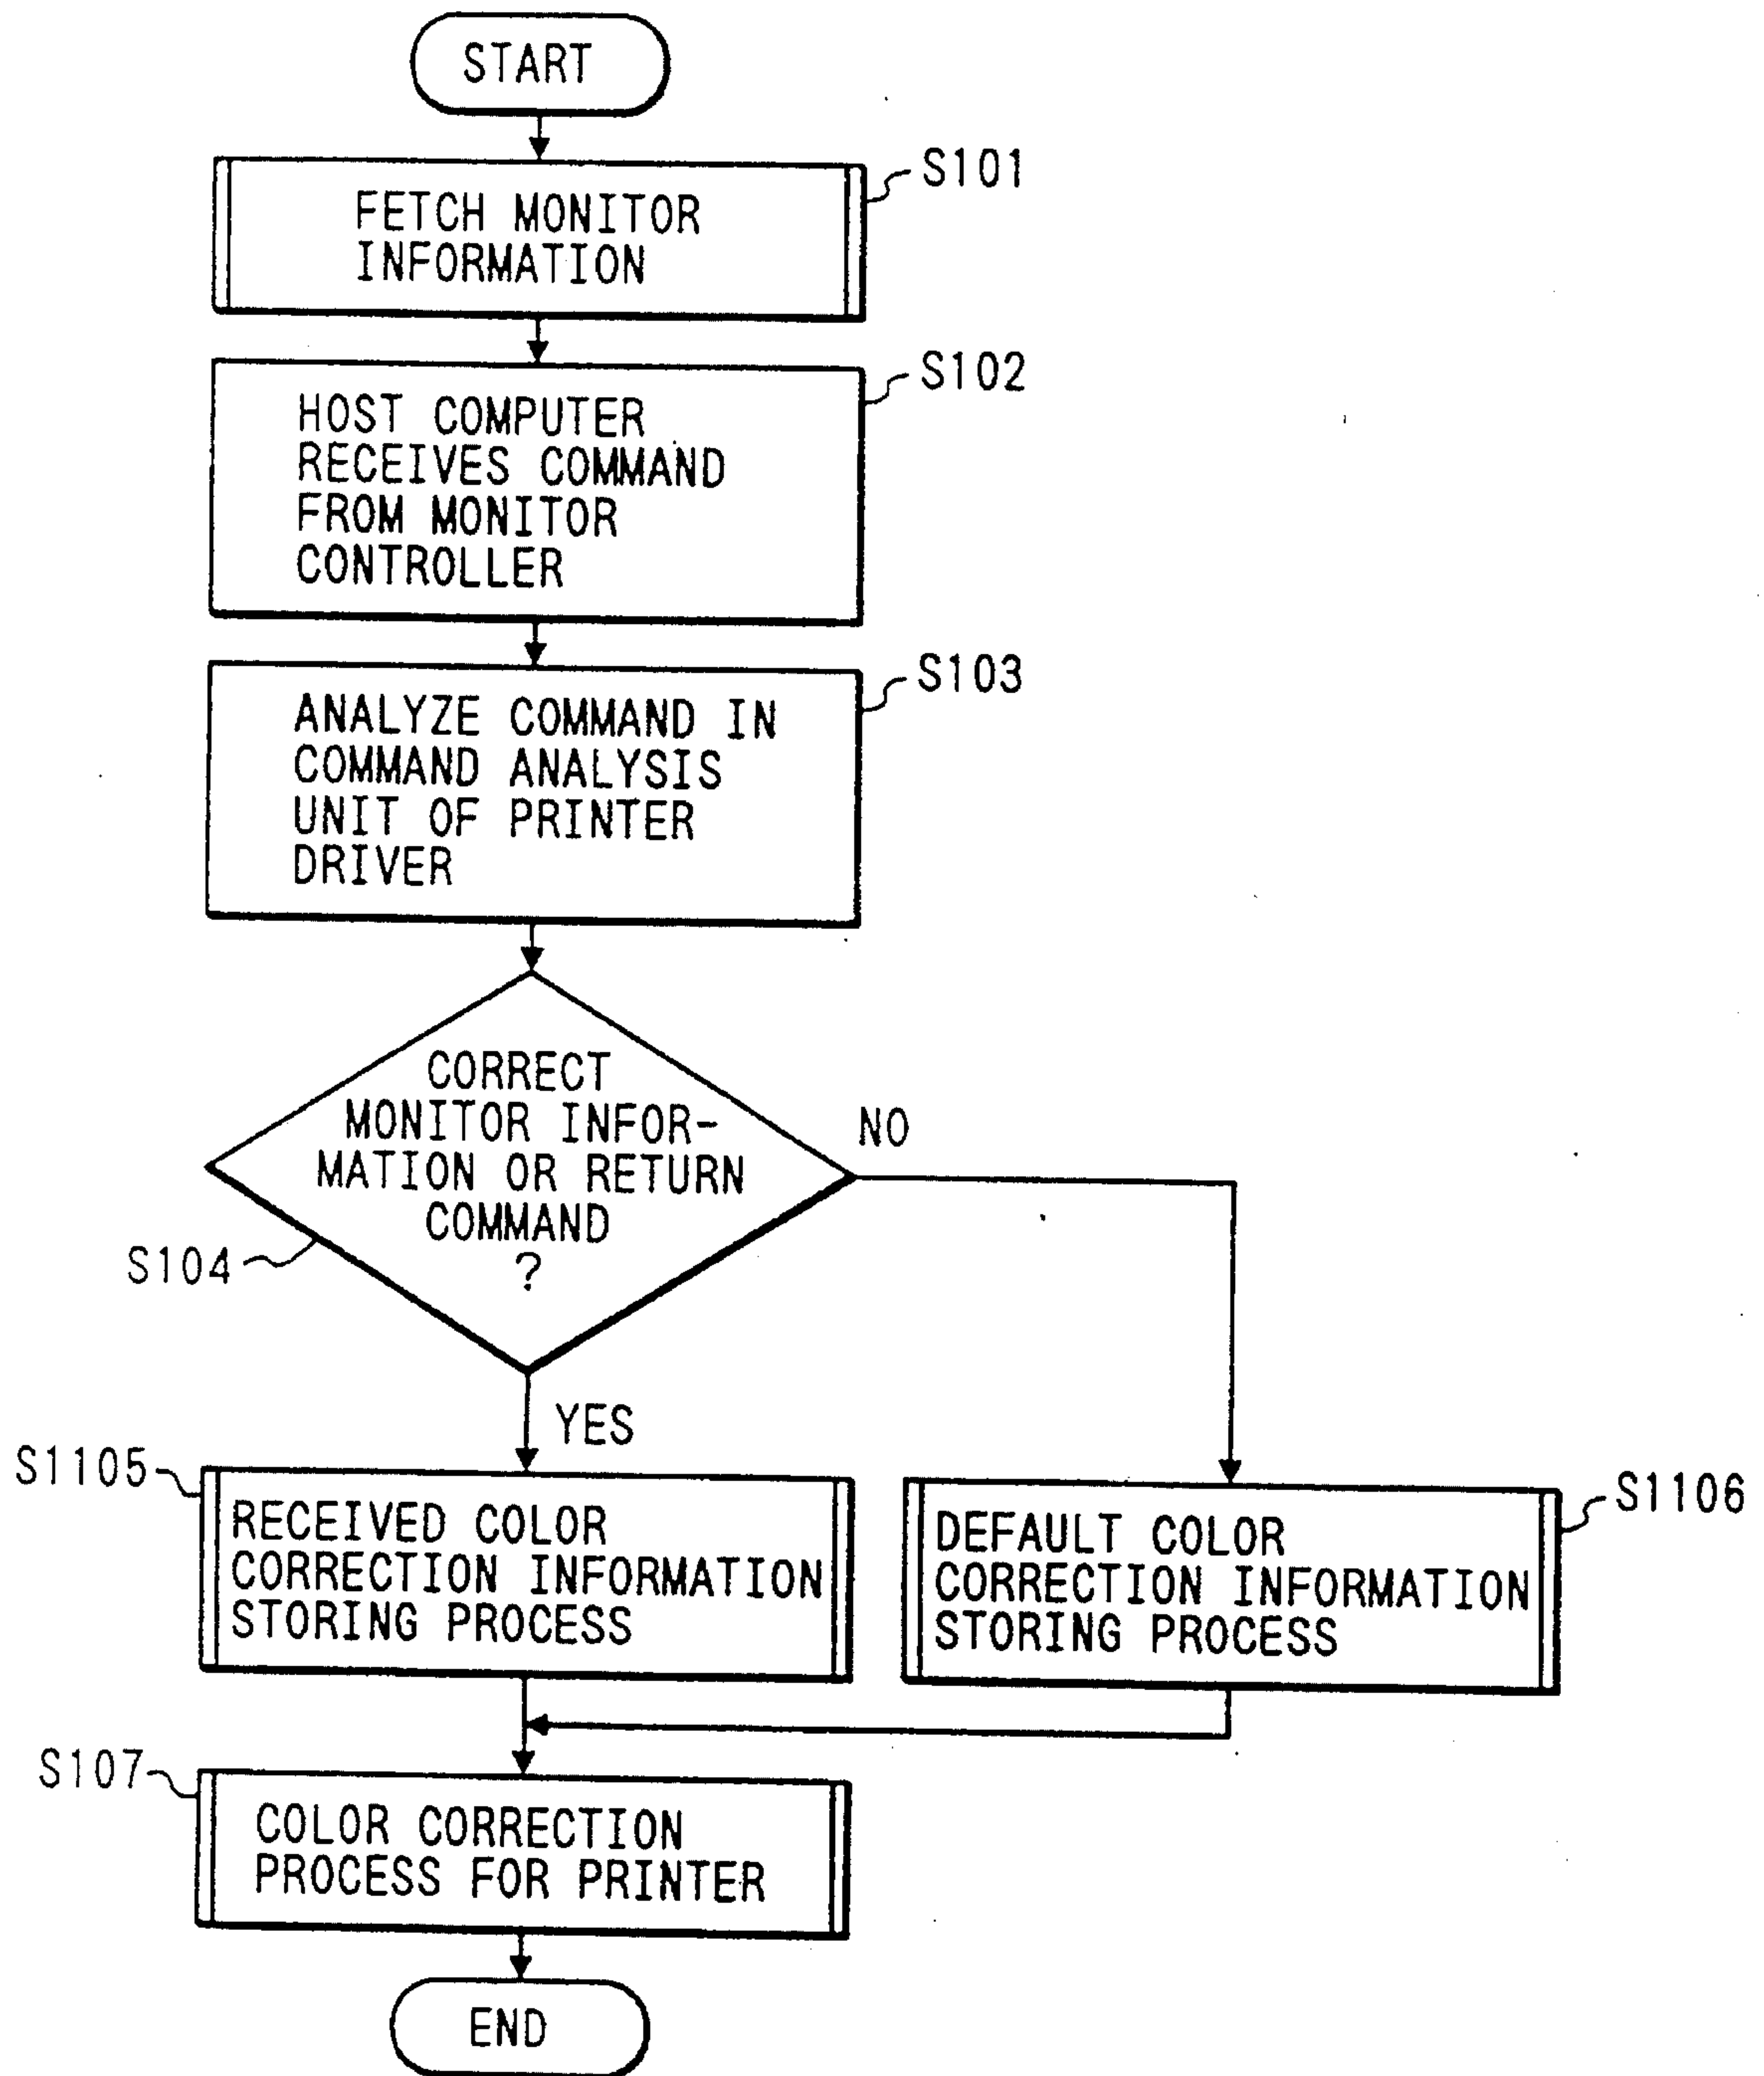 START
S101
FETCH MONITOR
INFORMATION
S102
HOST COMPUTER
RECEIVES COMMAND
FROM MONITOR
CONTROLLER
S103
ANALYZE COMMAND IN
COMMAND ANALYSIS
UNIT OF PRINTER
DRIVER
CORRECT
MONITOR INFOR-
MATION OR RETURN
COMMAND
?
NO
S104
YES
S1105
RECEIVED COLOR
CORRECTION INFORMATION
STORING PROCESS
S1106
DEFAULT COLOR
CORRECTION INFORMATION
STORING PROCESS
S107
COLOR CORRECTION
PROCESS FOR PRINTER
END